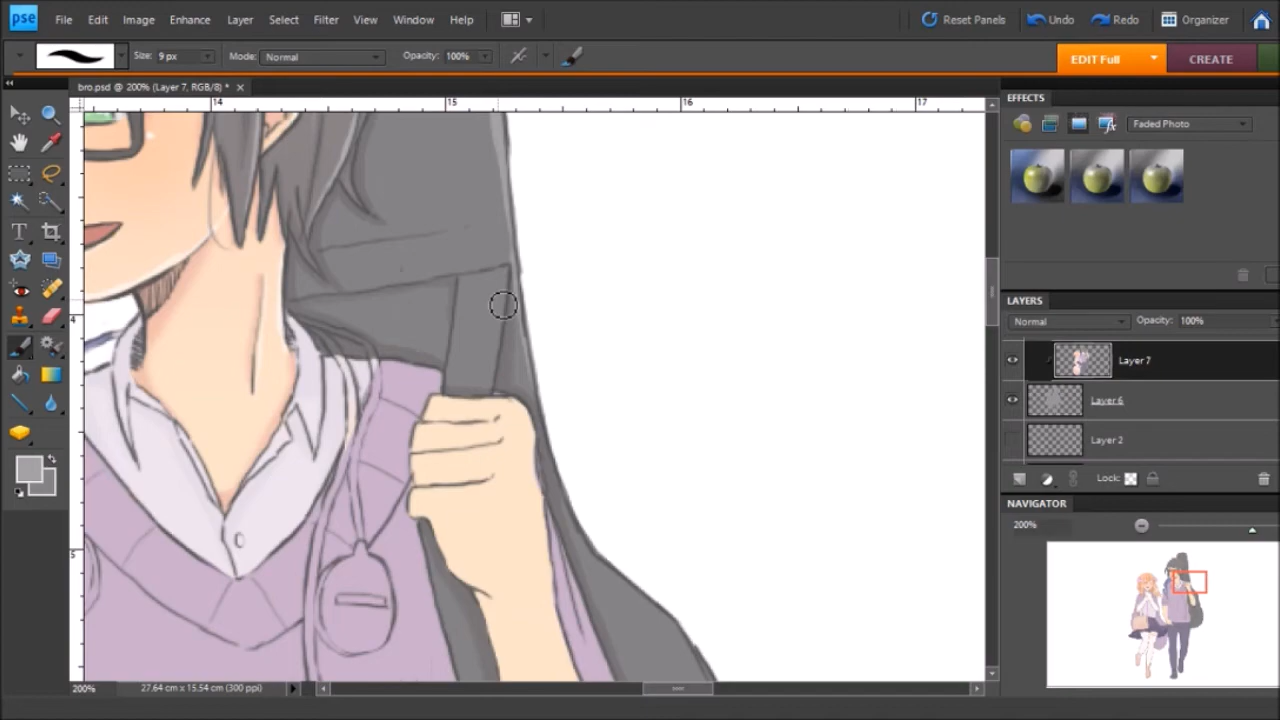 pse File Edit Image Enhance Layer Select Filter View Window Help Reset Panels Undo Redo Organizer
Size: 9 px Mode: Normal Opacity: 100% EDIT Full CREATE
bro.psd @ 200% (Layer 7, RGB/8) *
14 15 16 17
EFFECTS
Faded Photo
LAYERS
Normal Opacity: 100%
Layer 7
Layer 6
Layer 2
Lock:
NAVIGATOR
200%
4
5
200% 27.64 cm x 15.54 cm (300 ppi)